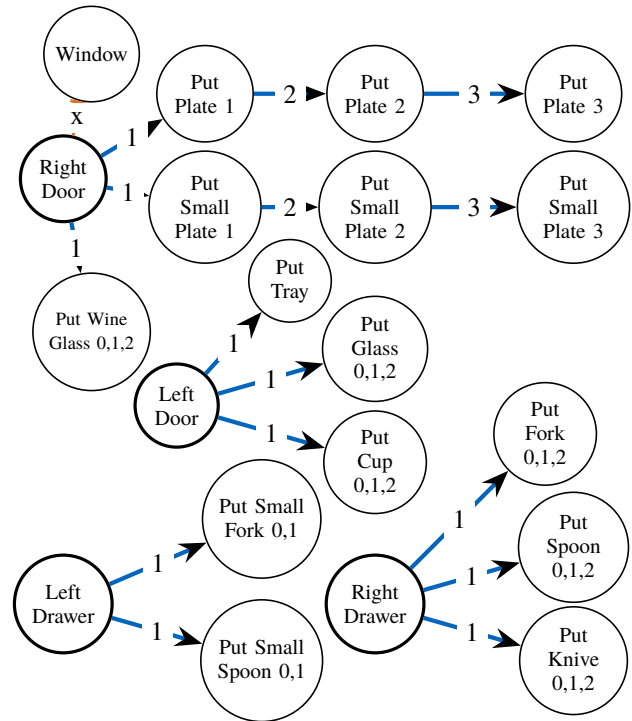 Window
x
Right
Door
1
Put
Plate 1
2
Put
Plate 2
3
Put
Plate 3
1
Put
Small
Plate 1
2
Put
Small
Plate 2
3
Put
Small
Plate 3
1
Put Wine
Glass 0,1,2
Left
Door
1
Put
Tray
1
Put
Glass
0,1,2
1
Put
Cup
0,1,2
Left
Drawer
1
Put Small
Fork 0,1
1
Put Small
Spoon 0,1
Right
Drawer
1
Put
Fork
0,1,2
1
Put
Spoon
0,1,2
1
Put
Knive
0,1,2